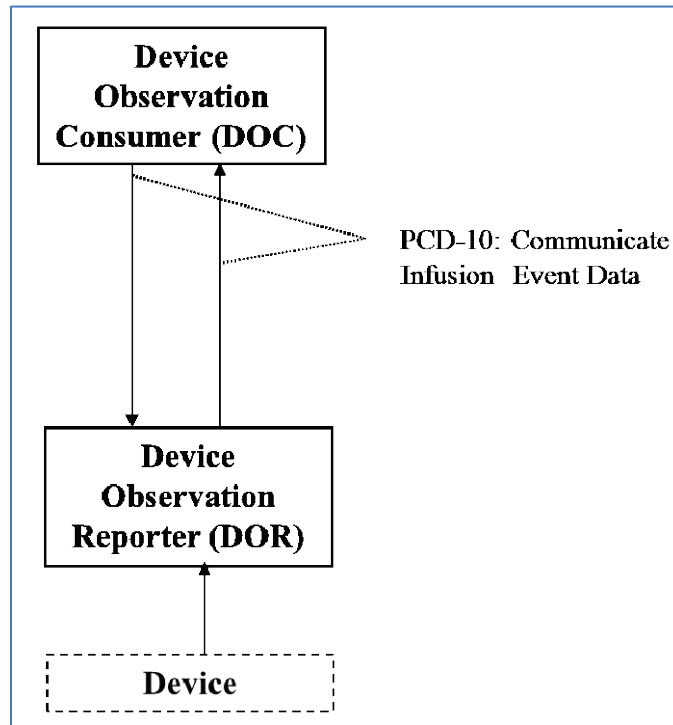 Device
Observation
Consumer (DOC)
PCD-10: Communicate
Infusion Event Data
Device
Observation
Reporter (DOR)
Device